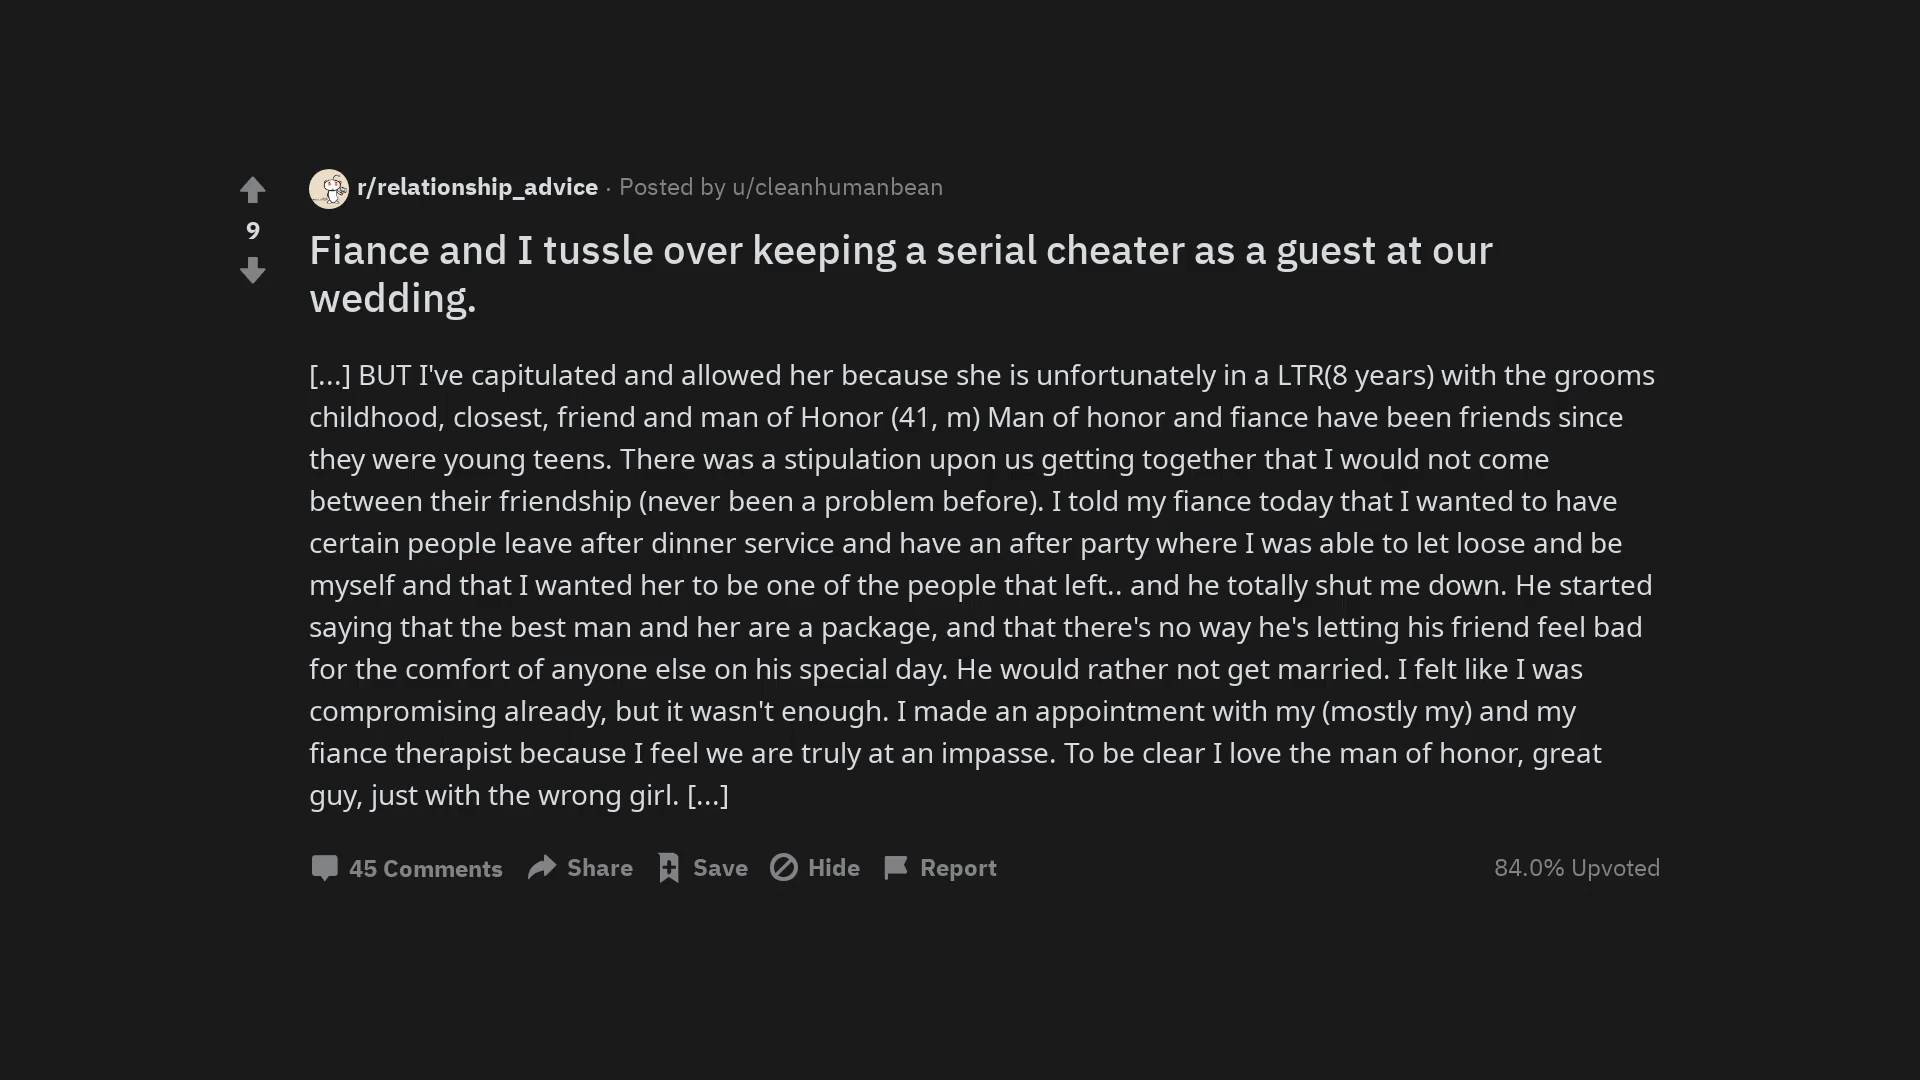 r/relationship_advice · Posted by u/cleanhumanbean
9
Fiance and I tussle over keeping a serial cheater as a guest at our
wedding.
[...] BUT I've capitulated and allowed her because she is unfortunately in a LTR(8 years) with the grooms
childhood, closest, friend and man of Honor (41, m) Man of honor and fiance have been friends since
they were young teens. There was a stipulation upon us getting together that I would not come
between their friendship (never been a problem before). I told my fiance today that I wanted to have
certain people leave after dinner service and have an after party where I was able to let loose and be
myself and that I wanted her to be one of the people that left.. and he totally shut me down. He started
saying that the best man and her are a package, and that there's no way he's letting his friend feel bad
for the comfort of anyone else on his special day. He would rather not get married. I felt like I was
compromising already, but it wasn't enough. I made an appointment with my (mostly my) and my
fiance therapist because I feel we are truly at an impasse. To be clear I love the man of honor, great
guy, just with the wrong girl. [...]
45 Comments Share Save Hide Report 84.0% Upvoted